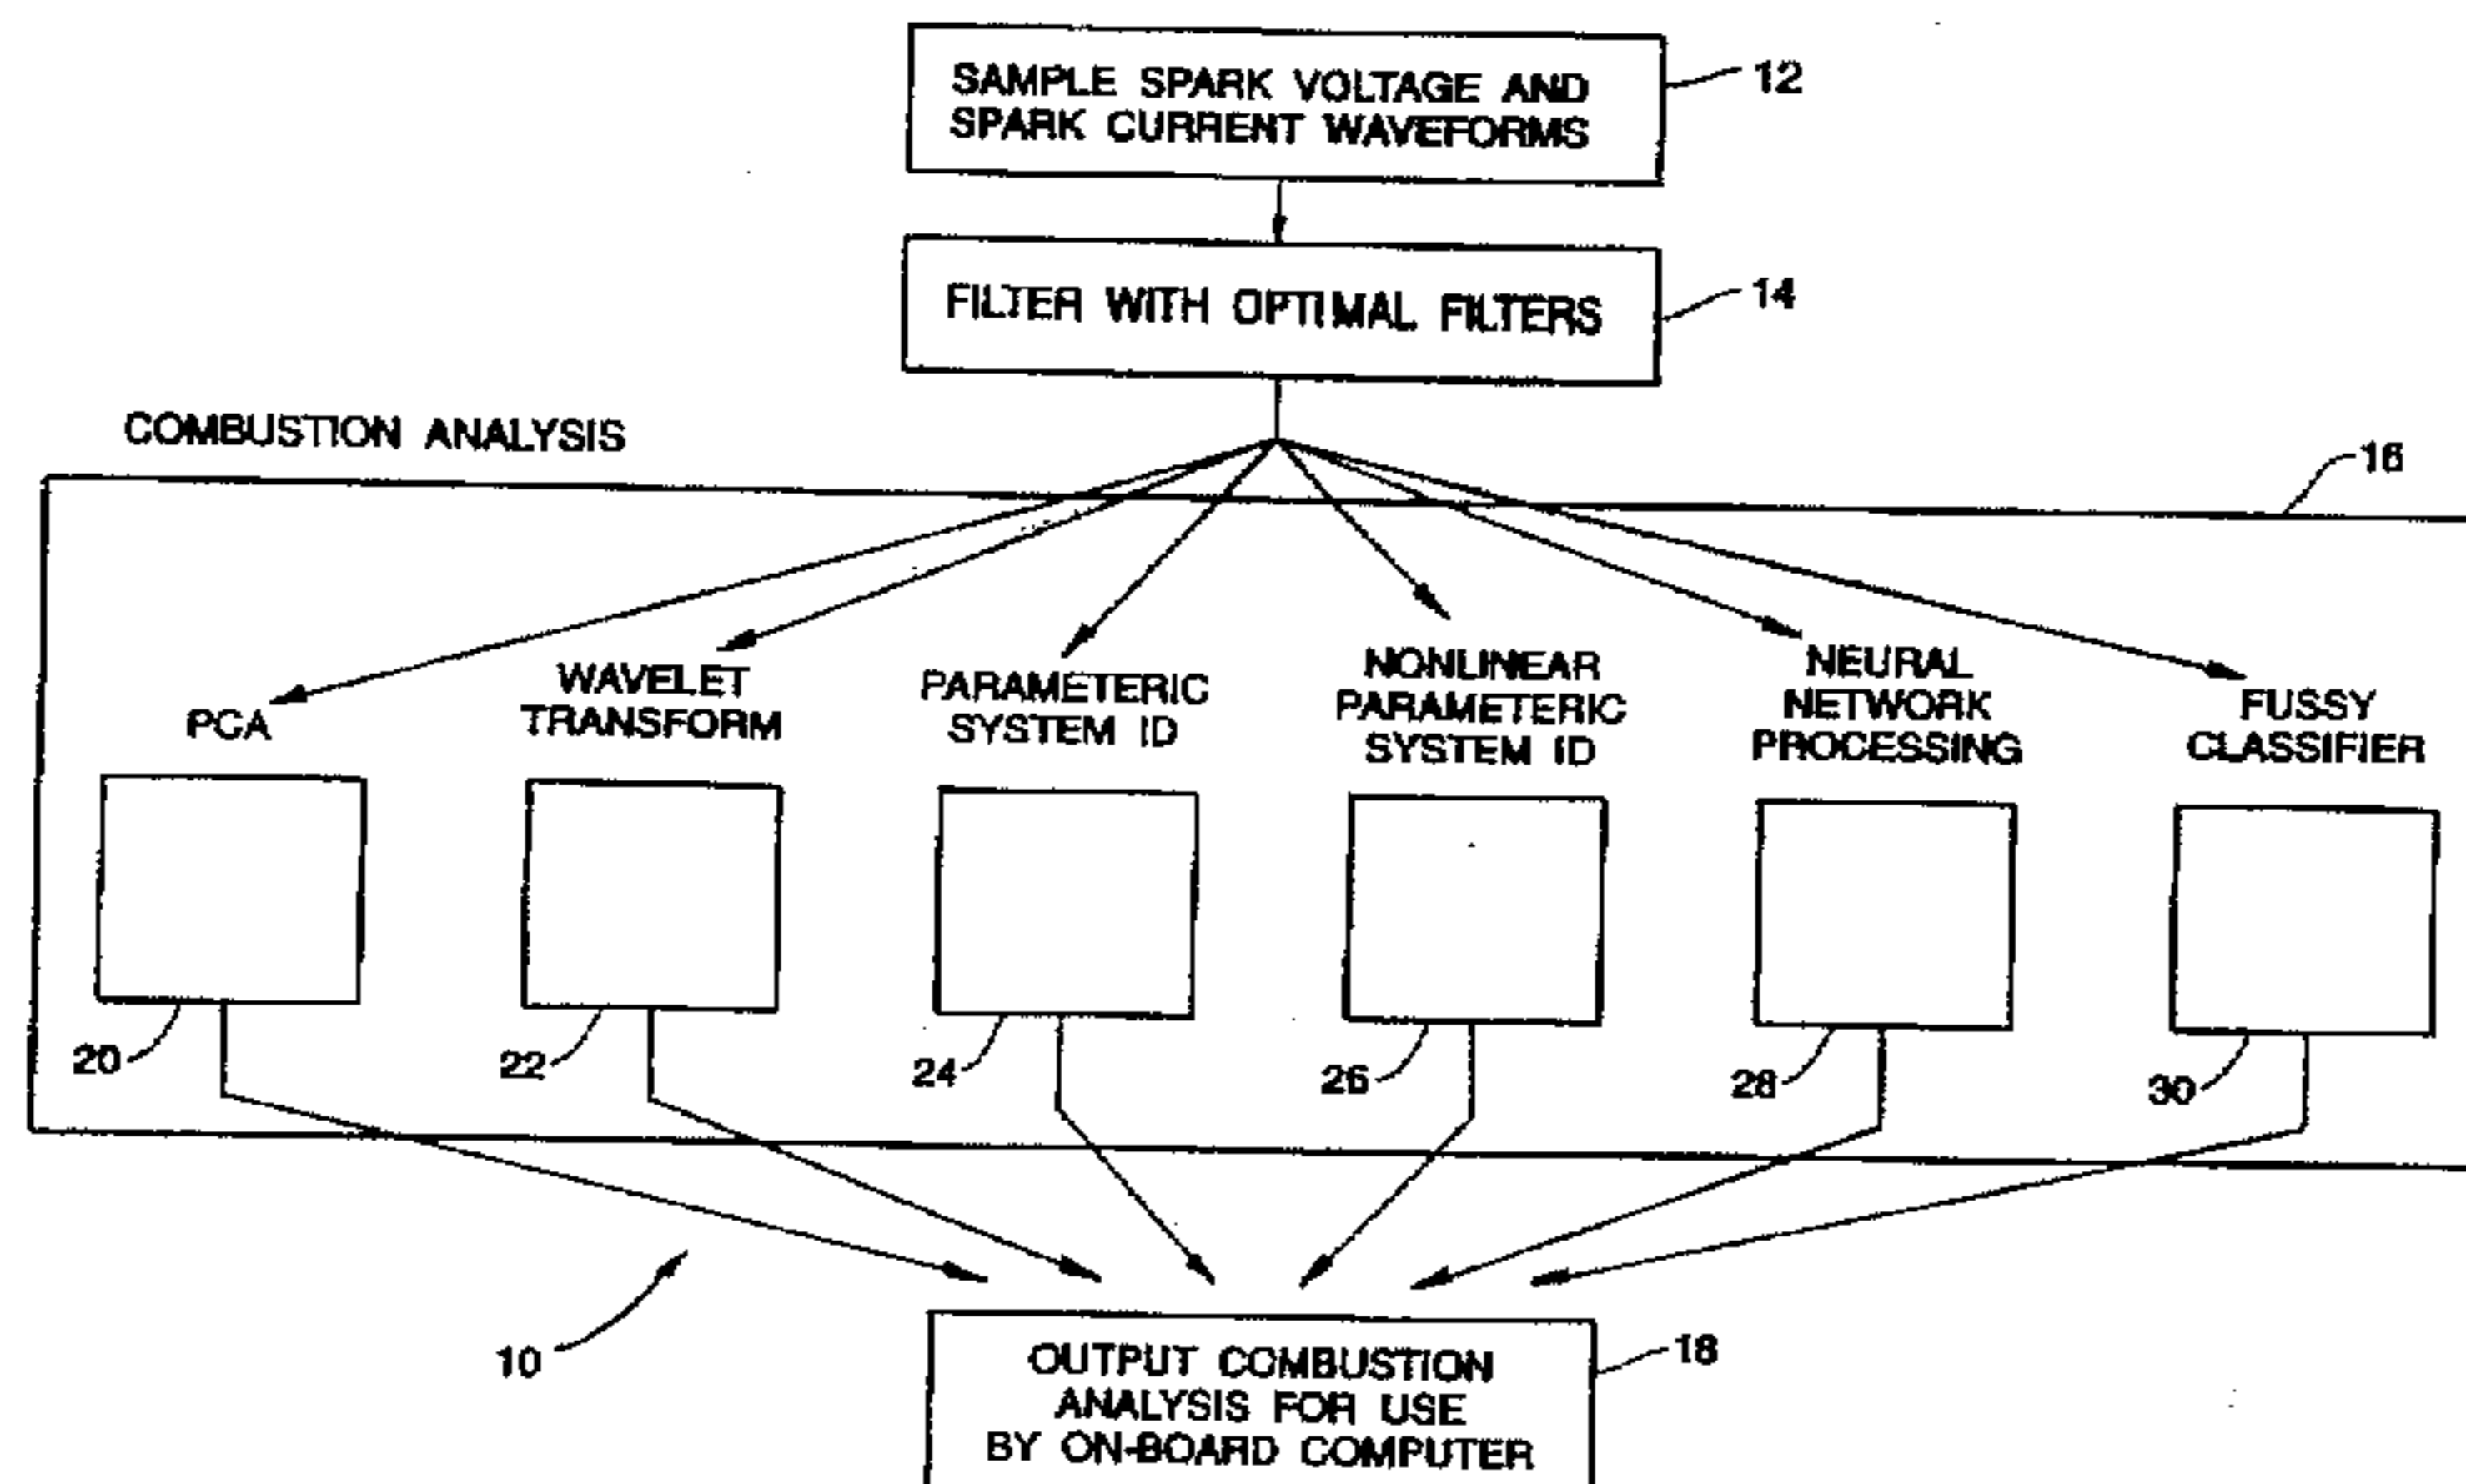 SAMPLE SPARK VOLTAGE AND
SPARK CURRENT WAVEFORMS
12
FILTER WITH OPTIMAL FILTERS
14
COMBUSTION ANALYSIS
16
PCA
WAVELET
TRANSFORM
PARAMETERIC
SYSTEM ID
NONLINEAR
PARAMETERIC
SYSTEM ID
NEURAL
NETWORK
PROCESSING
FUSSY
CLASSIFIER
20
22
24
26
28
30
10
OUTPUT COMBUSTION
ANALYSIS FOR USE
BY ON-BOARD COMPUTER
18